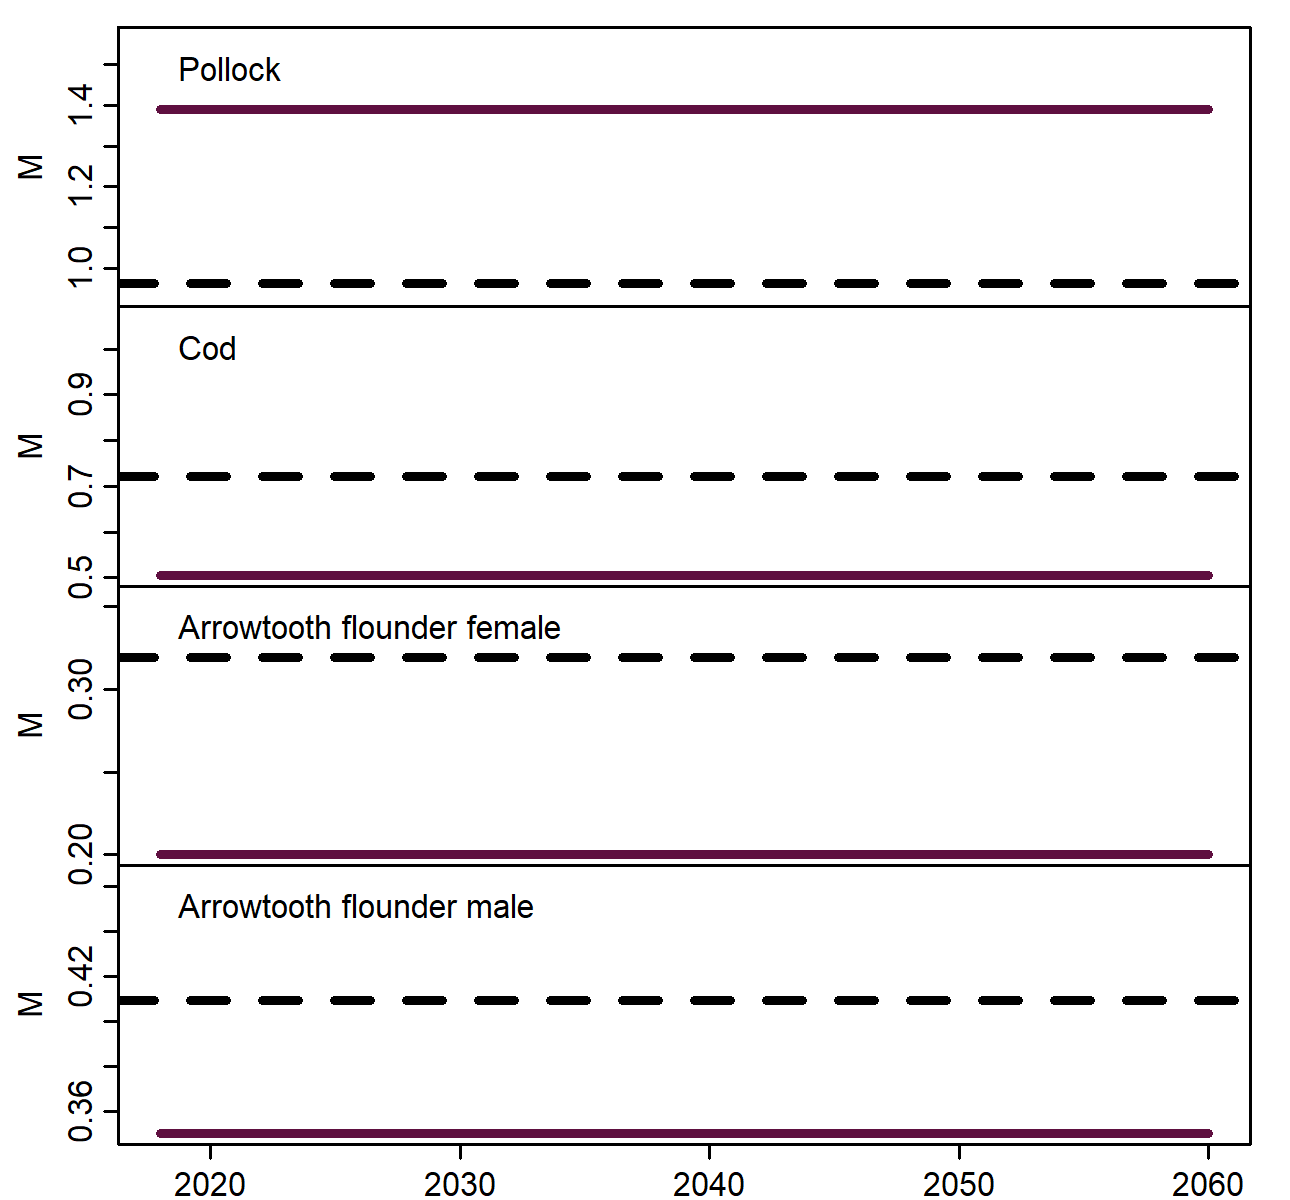 Pollock
M
1.4
1.2
1.0
Cod
M
0.9
0.7
0.5
Arrowtooth flounder female
M
0.30
0.20
Arrowtooth flounder male
M
0.42
0.36
2020 2030 2040 2050 2060